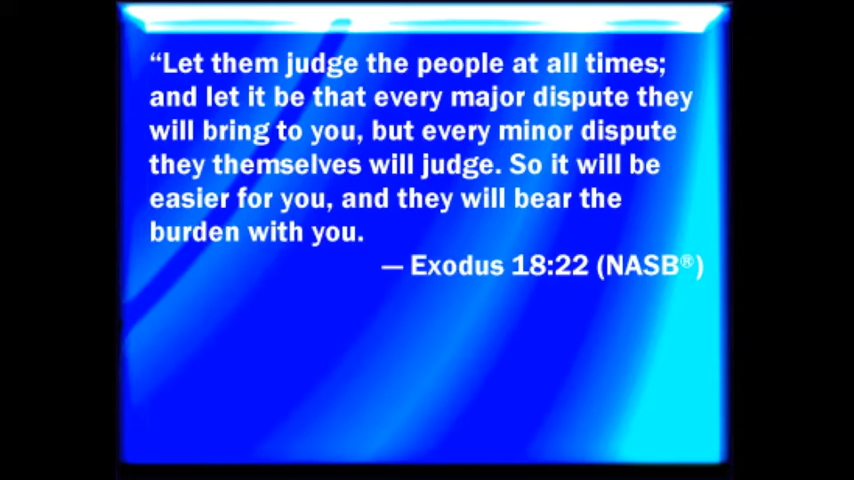 “Let them judge the people at all times;
and let it be that every major dispute they
will bring to you, but every minor dispute
they themselves will judge. So it will be
easier for you, and they will bear the
burden with you.
— Exodus 18:22 (NASB®)